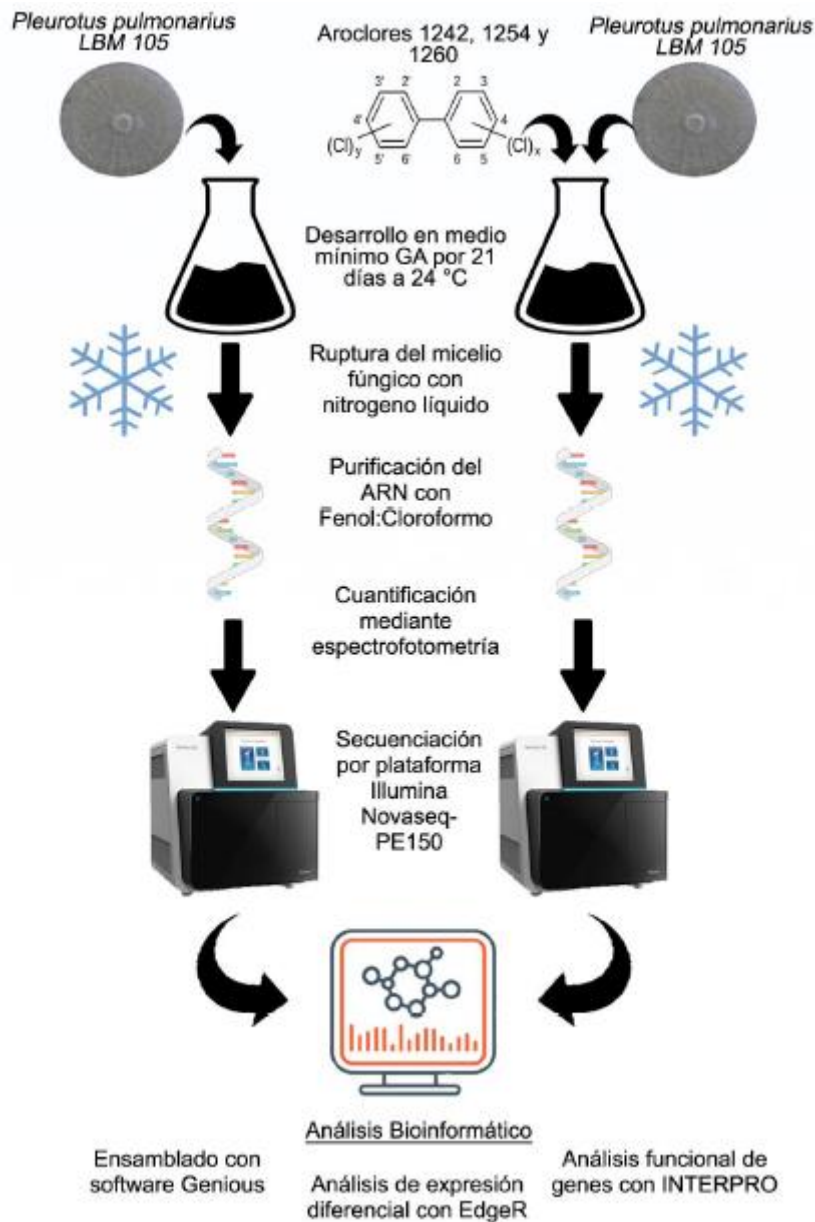 Pleurotus pulmonarius
LBM 105
Aroclores 1242, 1254 y
1260
Pleurotus pulmonarius
LBM 105
3'
2'
2
3
4'
4
(Cl)y
5'
6'
6
5
(Cl)x
Desarrollo en medio
mínimo GA por 21
días a 24 °C
Ruptura del micelio
fúngico con
nitrogeno líquido
Purificación del
ARN con
Fenol:Cloroformo
Cuantificación
mediante
espectrofotometría
Secuenciación
por plataforma
Illumina
Novaseq-
PE150
Análisis Bioinformático
Ensamblado con
software Genious
Análisis de expresión
diferencial con EdgeR
Análisis funcional de
genes con INTERPRO